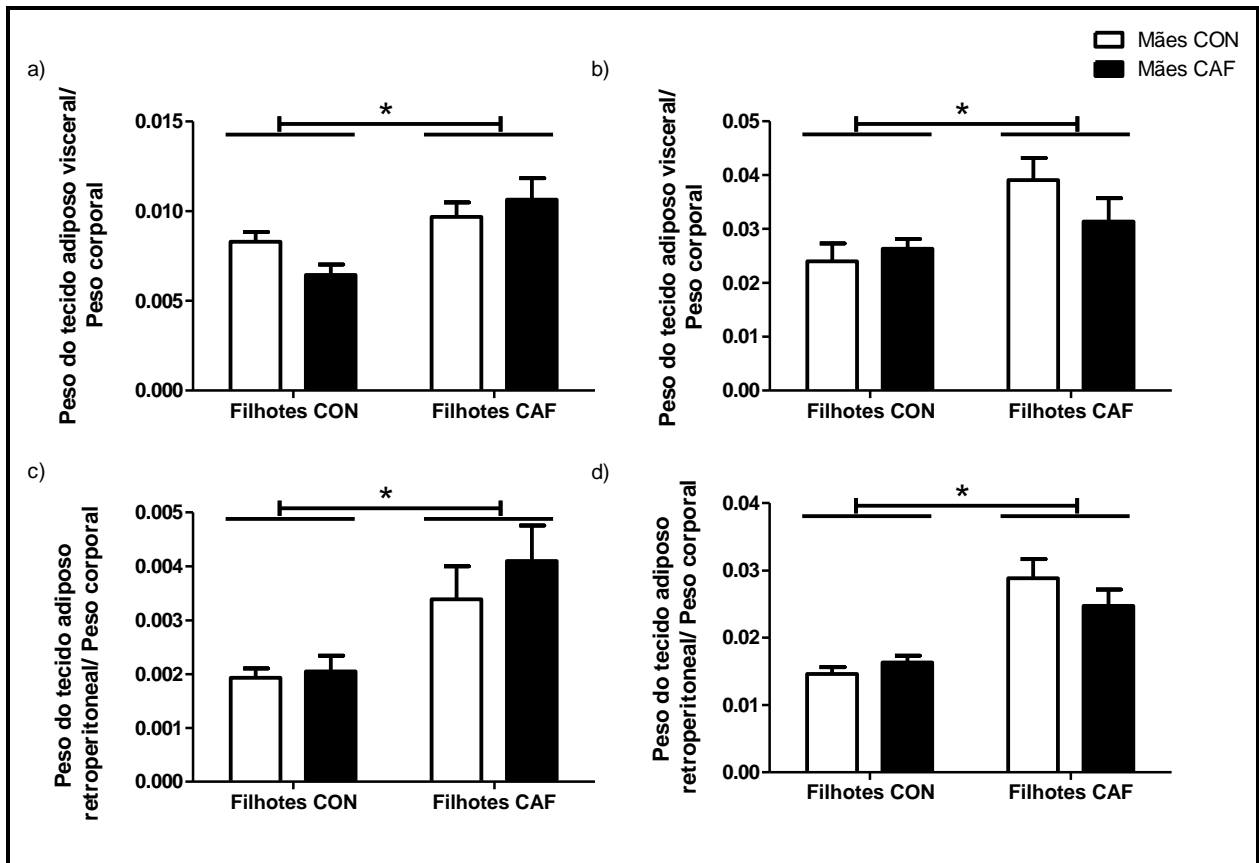 Mães CON
Mães CAF
a)
Peso do tecido adiposo visceral/
Peso corporal
0.015
0.010
0.005
0.000
*
Filhotes CON
Filhotes CAF
b)
Peso do tecido adiposo visceral/
Peso corporal
0.05
0.04
0.03
0.02
0.01
0.00
*
Filhotes CON
Filhotes CAF
c)
Peso do tecido adiposo
retroperitoneal/ Peso corporal
0.005
0.004
0.003
0.002
0.001
0.000
*
Filhotes CON
Filhotes CAF
d)
Peso do tecido adiposo
retroperitoneal/ Peso corporal
0.04
0.03
0.02
0.01
0.00
*
Filhotes CON
Filhotes CAF